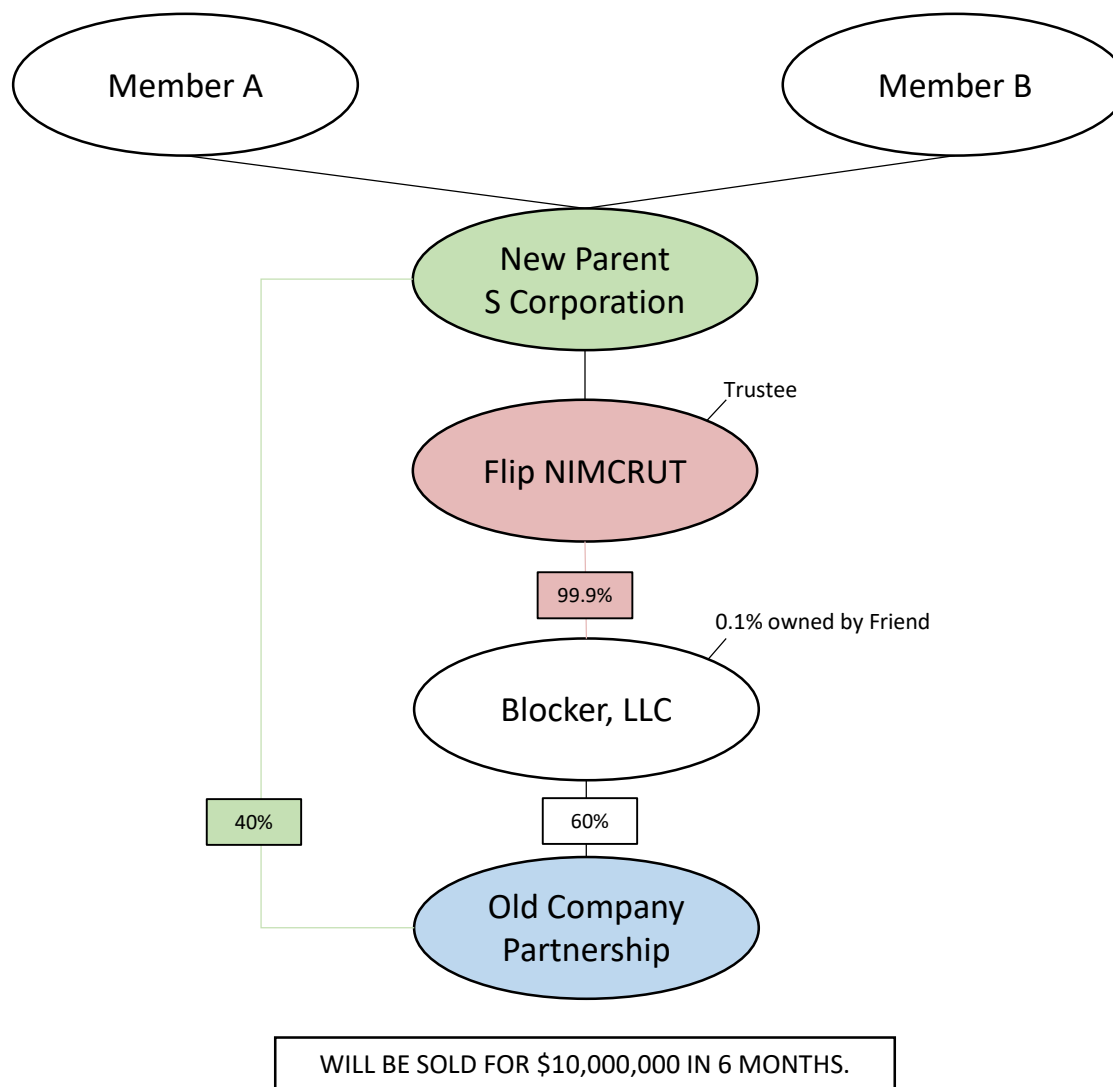 Member A
Member B
New Parent
S Corporation
Trustee
Flip NIMCRUT
99.9%
0.1% owned by Friend
Blocker, LLC
40%
60%
Old Company
Partnership
WILL BE SOLD FOR $10,000,000 IN 6 MONTHS.